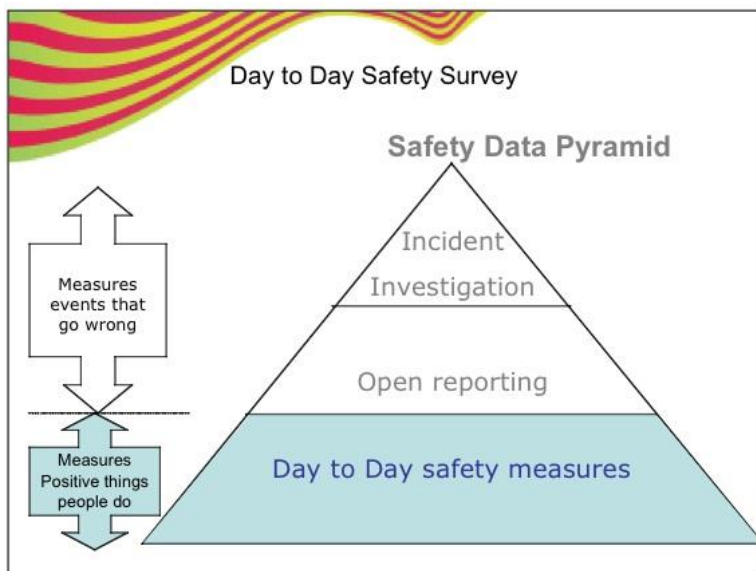 Day to Day Safety Survey
Safety Data Pyramid
Incident
Investigation
Open reporting
Day to Day safety measures
Measures
events that
go wrong
Measures
Positive things
people do